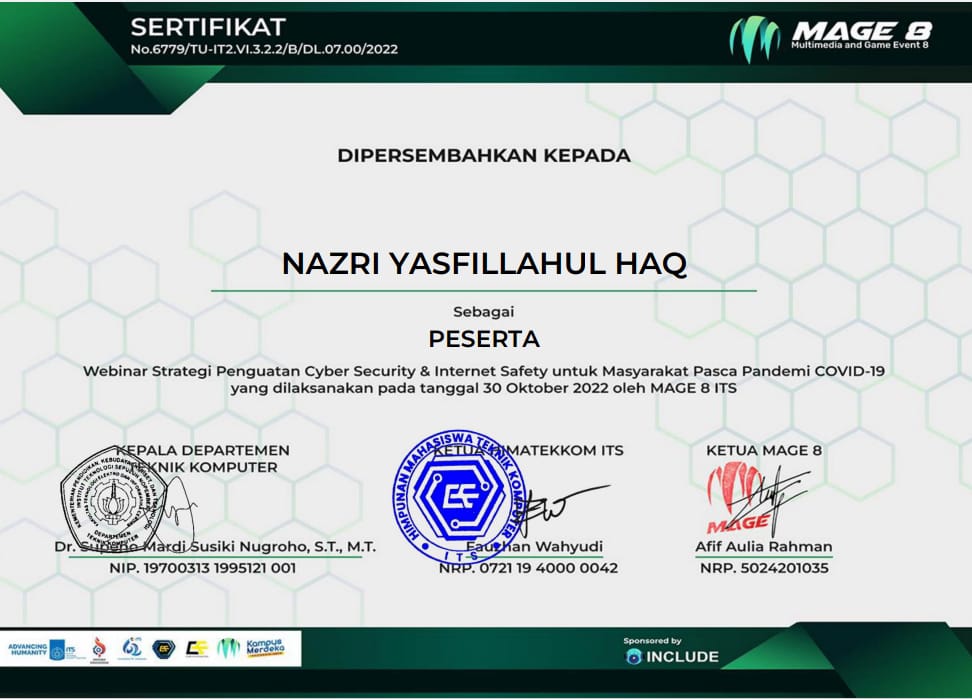 SERTIFIKAT
No.6779/TU-IT2.VI.3.2.2/B/DL.07.00/2022
MAGE 8
Multimedia and Game Event 8
DIPERSEMBAHKAN KEPADA
NAZRI YASFILLAHUL HAQ
Sebagai
PESERTA
Webinar Strategi Penguatan Cyber Security & Internet Safety untuk Masyarakat Pasca Pandemi COVID-19
yang dilaksanakan pada tanggal 30 Oktober 2022 oleh MAGE 8 ITS
KEPALA DEPARTEMEN
TEKNIK KOMPUTER
DEPARTEMEN
TEKNIK KOMPUTER
Dr. Supeno Mardi Susiki Nugroho, S.T., M.T.
NIP. 19700313 1995121 001
KETUA HIMATEKKOM ITS
HIMPUNAN MAHASISWA TEKNIK KOMPUTER
ITS
Fauzhan Wahyudi
NRP. 0721 19 4000 0042
KETUA MAGE 8
MAGE
Afif Aulia Rahman
NRP. 5024201035
ADVANCING
HUMANITY
ITS
Kampus
Merdeka
Sponsored by
INCLUDE